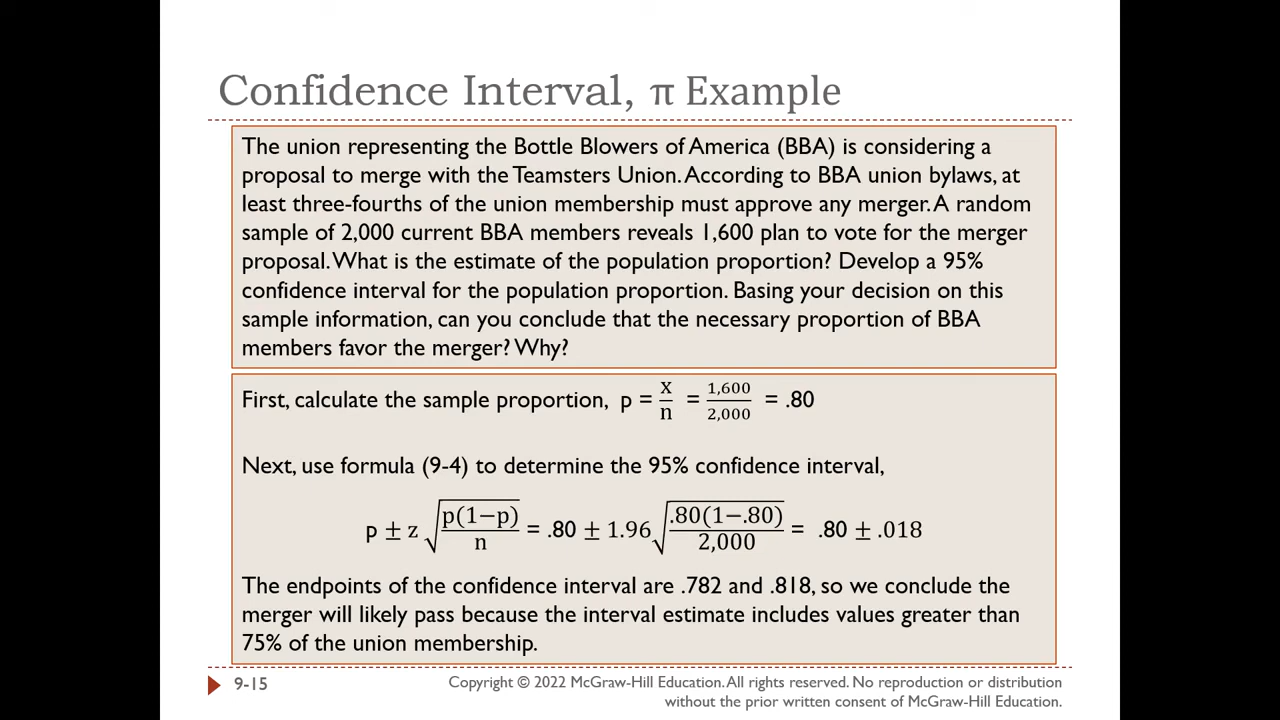 Confidence Interval, π Example
The union representing the Bottle Blowers of America (BBA) is considering a
proposal to merge with the Teamsters Union. According to BBA union bylaws, at
least three-fourths of the union membership must approve any merger. A random
sample of 2,000 current BBA members reveals 1,600 plan to vote for the merger
proposal. What is the estimate of the population proportion? Develop a 95%
confidence interval for the population proportion. Basing your decision on this
sample information, can you conclude that the necessary proportion of BBA
members favor the merger? Why?
First, calculate the sample proportion, p = x/n = 1,600/2,000 = .80
Next, use formula (9-4) to determine the 95% confidence interval,
p ± z √(p(1−p)/n) = .80 ± 1.96 √(.80(1−.80)/2,000) = .80 ± .018
The endpoints of the confidence interval are .782 and .818, so we conclude the
merger will likely pass because the interval estimate includes values greater than
75% of the union membership.
9-15
Copyright © 2022 McGraw-Hill Education. All rights reserved. No reproduction or distribution
without the prior written consent of McGraw-Hill Education.